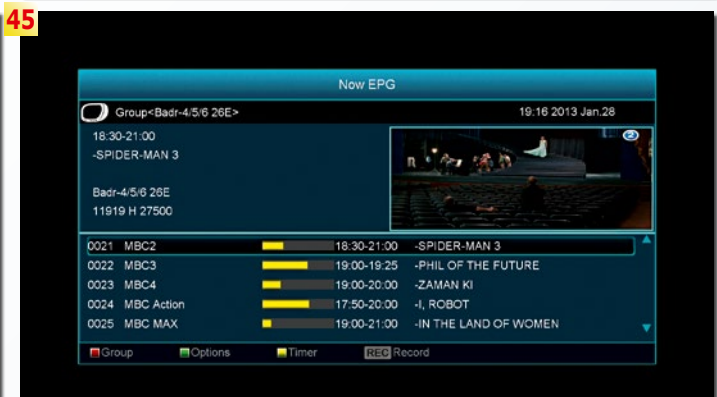 45
Now EPG
Group<Badr-4/5/6 26E> 19:16 2013 Jan.28
18:30-21:00
-SPIDER-MAN 3
Badr-4/5/6 26E
11919 H 27500
2
0021 MBC2 18:30-21:00 -SPIDER-MAN 3
0022 MBC3 19:00-19:25 -PHIL OF THE FUTURE
0023 MBC4 19:00-20:00 -ZAMAN KI
0024 MBC Action 17:50-20:00 -I, ROBOT
0025 MBC MAX 19:00-21:00 -IN THE LAND OF WOMEN
Group Options Timer REC Record